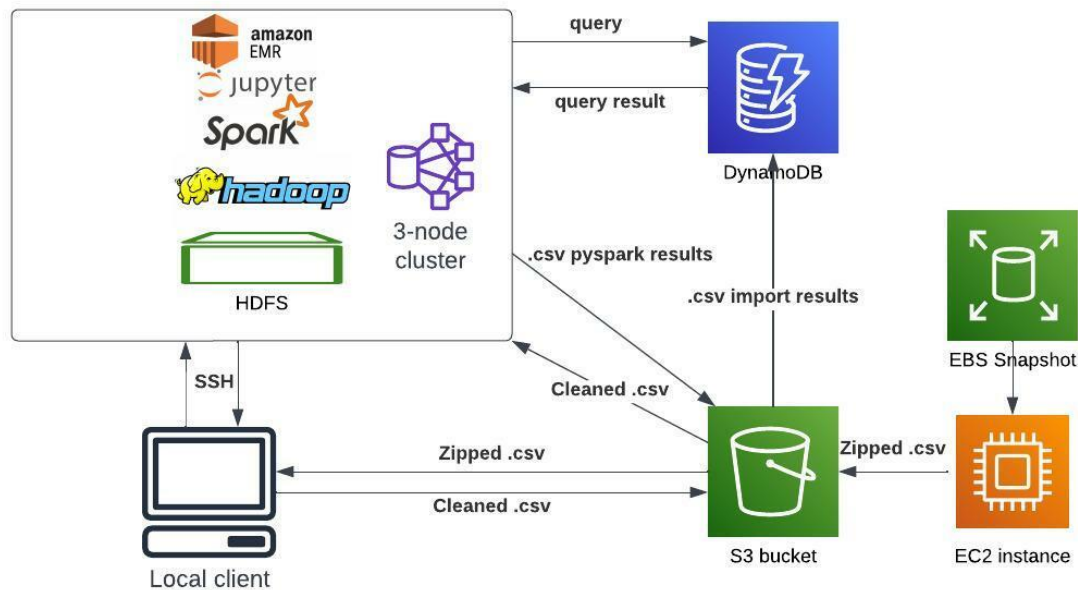 amazon
EMR
jupyter
Spark
hadoop
HDFS
3-node
cluster
query
query result
DynamoDB
.csv pyspark results
.csv import results
EBS Snapshot
SSH
Cleaned .csv
Zipped .csv
Cleaned .csv
Zipped .csv
Local client
S3 bucket
EC2 instance